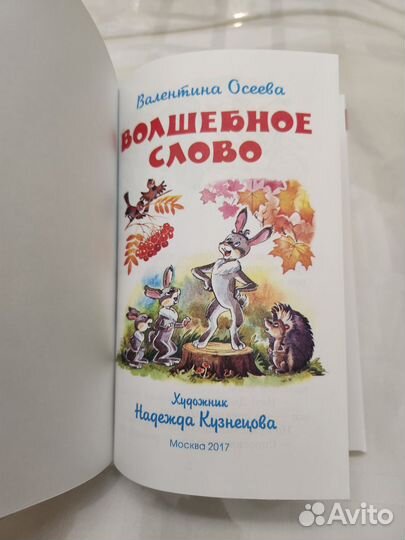 Валентина Осеева
ВОЛШЕБНОЕ
СЛОВО
Художник
Надежда Кузнецова
Москва 2017
Avito